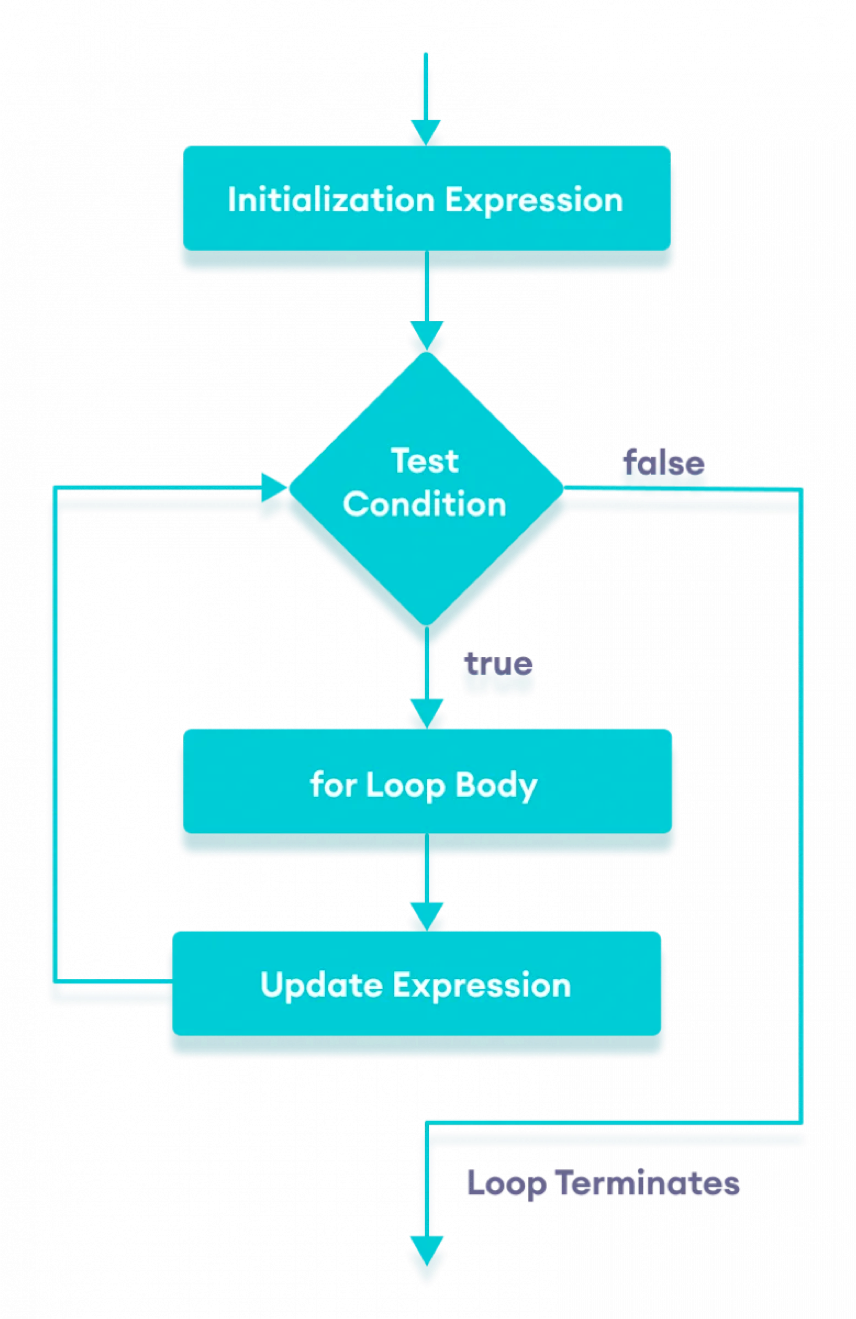 Initialization Expression
Test
Condition
false
true
for Loop Body
Update Expression
Loop Terminates